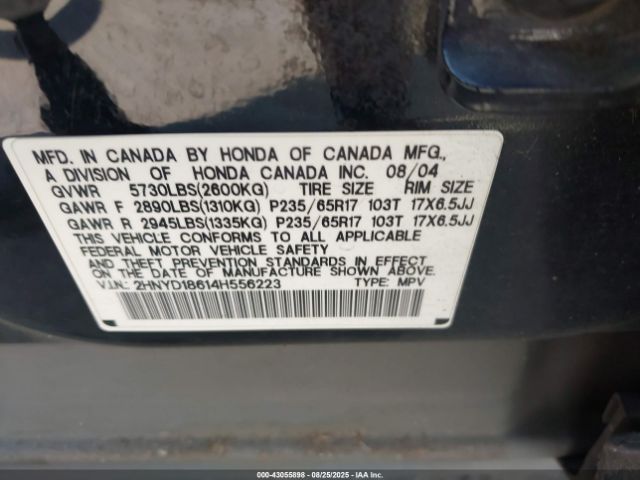 MFD. IN CANADA BY HONDA OF CANADA MFG.,
A DIVISION OF HONDA CANADA INC. 08/04
GVWR 5730LBS(2600KG) TIRE SIZE RIM SIZE
GAWR F 2890LBS(1310KG) P235/65R17 103T 17X6.5JJ
GAWR R 2945LBS(1335KG) P235/65R17 103T 17X6.5JJ
THIS VEHICLE CONFORMS TO ALL APPLICABLE
FEDERAL MOTOR VEHICLE SAFETY
AND THEFT PREVENTION STANDARDS IN EFFECT
ON THE DATE OF MANUFACTURE SHOWN ABOVE.
V.I.N.: 2HNYD18614H556223 TYPE: MPV
000-43055898 - 08/25/2025 - IAA Inc.